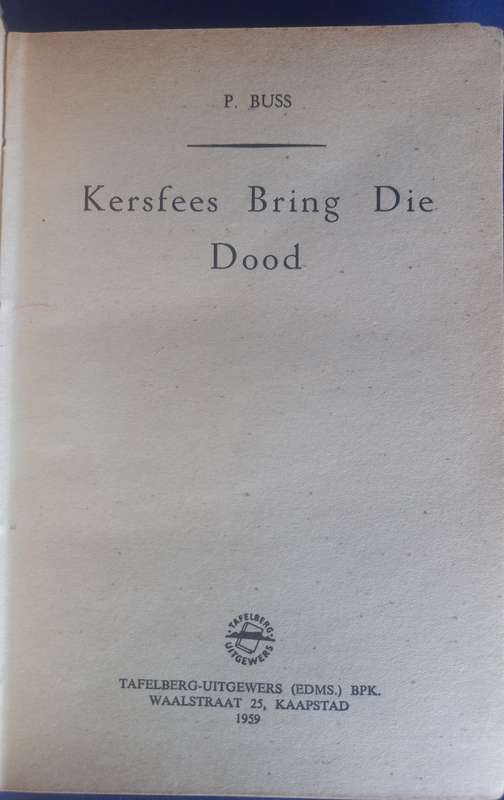 P. BUSS
Kersfees Bring Die
Dood
TAFELBERG-
UITGEWERS
TAFELBERG-UITGEWERS (EDMS.) BPK.
WAALSTRAAT 25, KAAPSTAD
1959